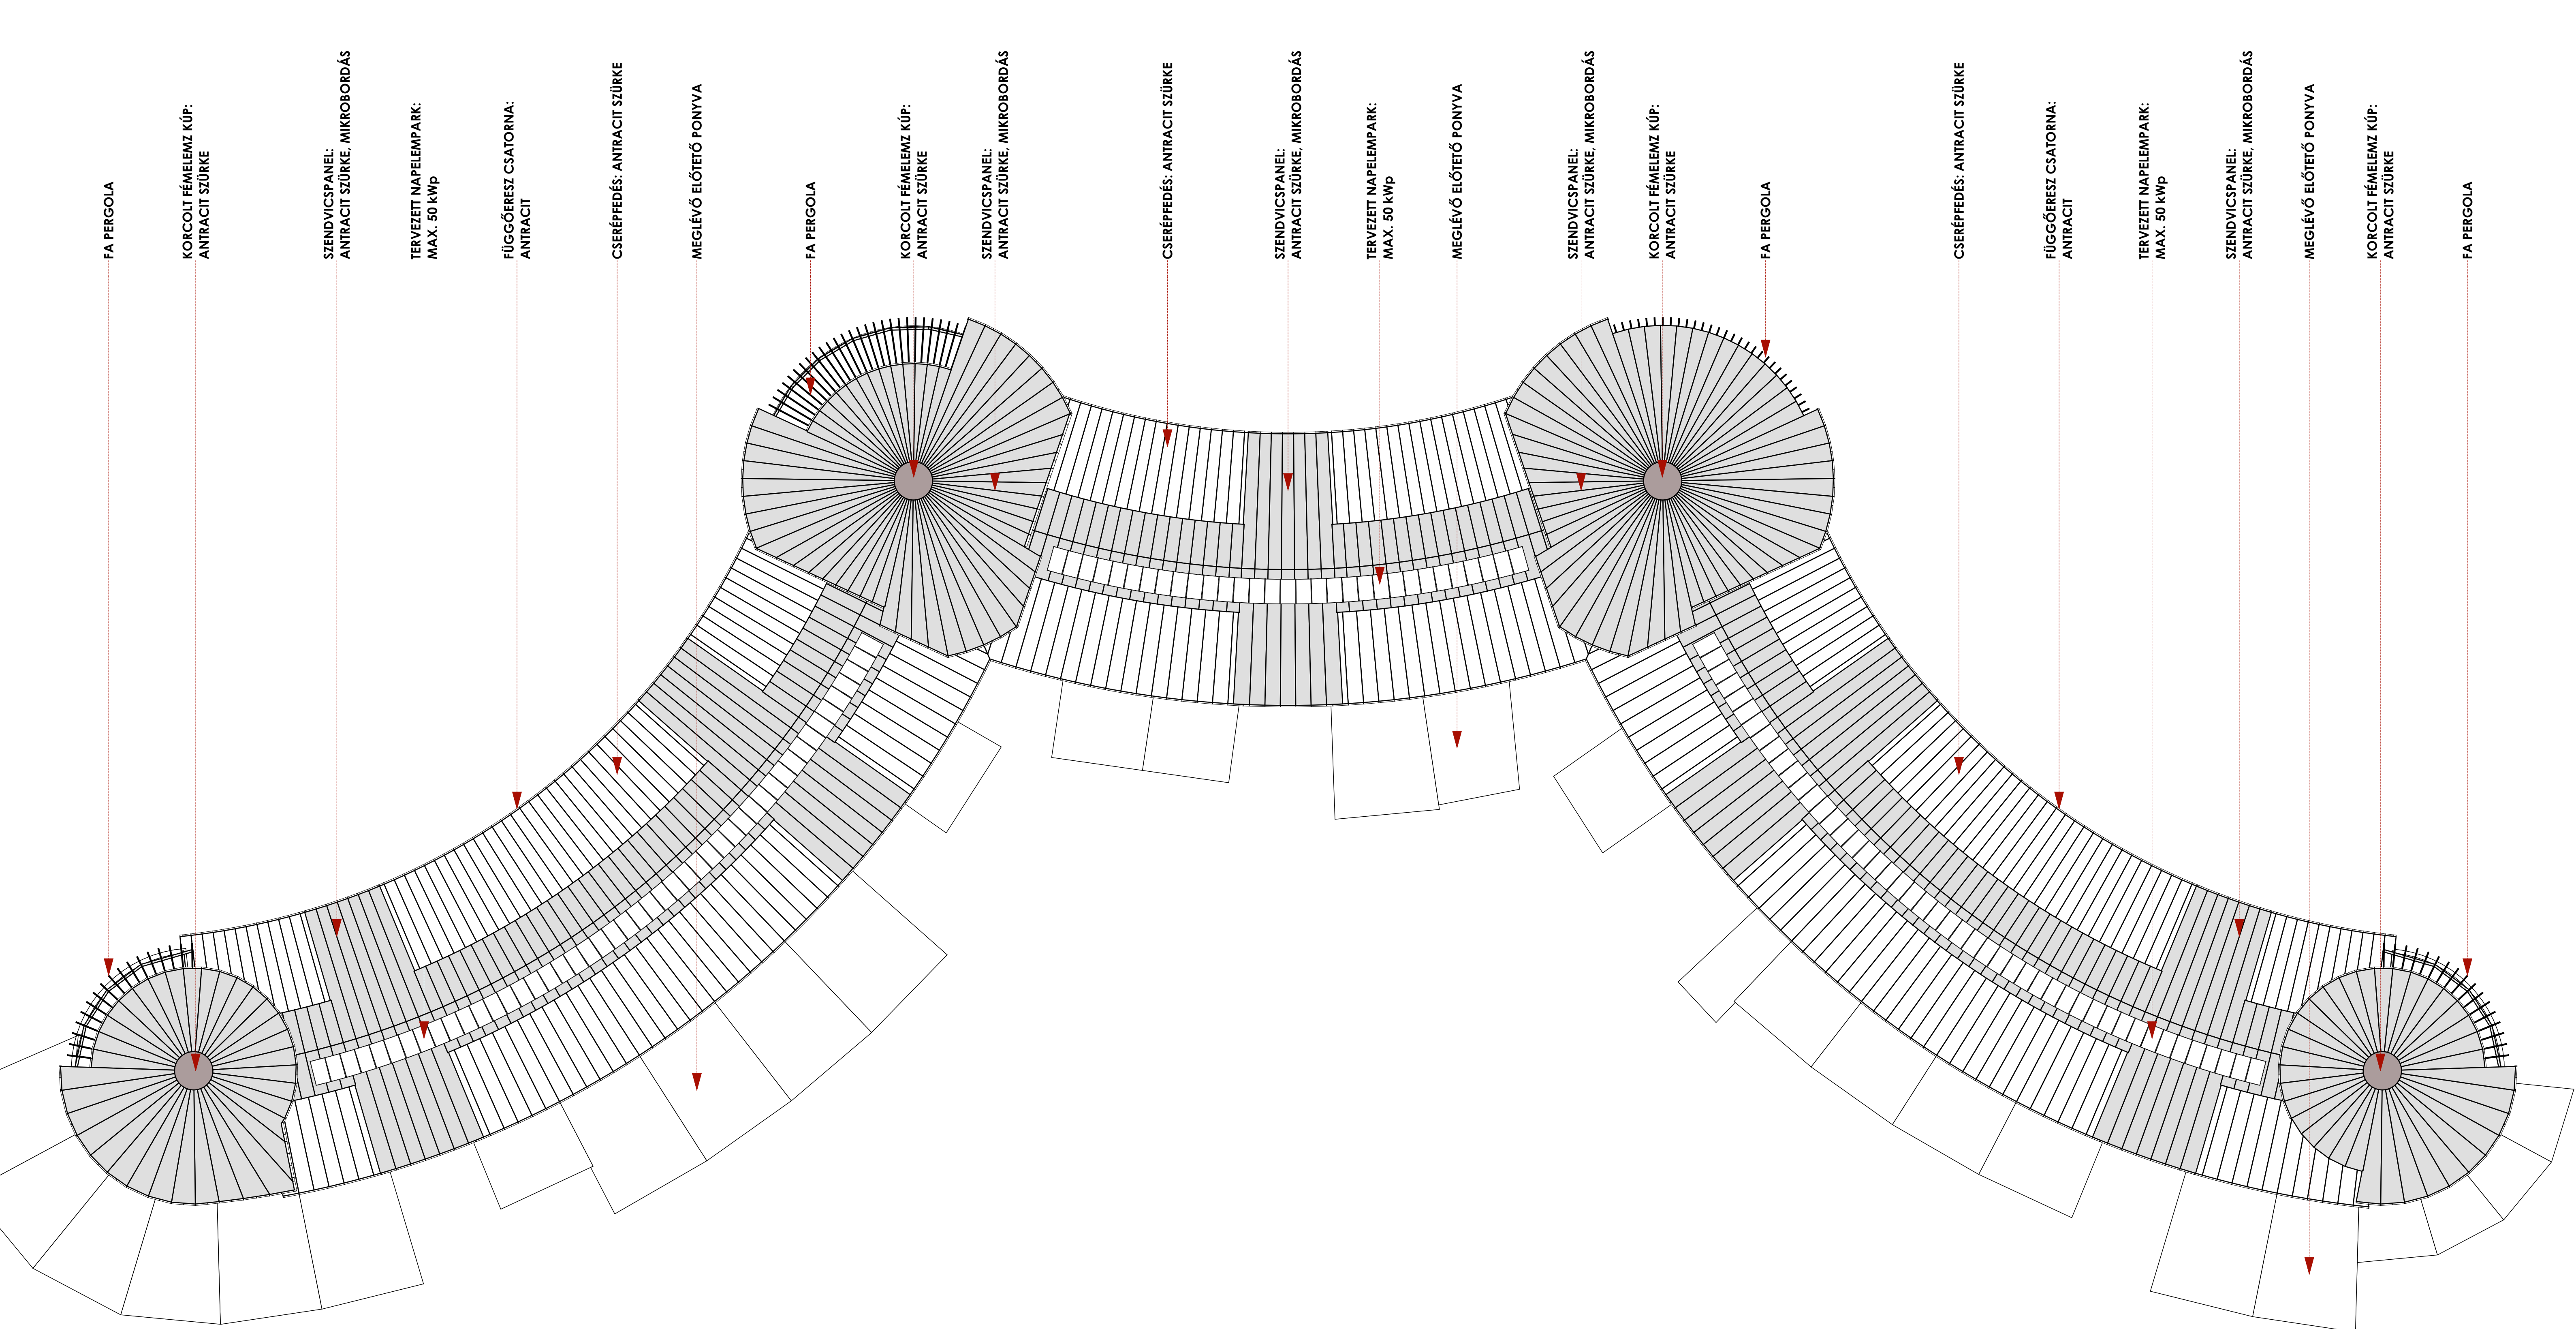 FA PERGOLA
KORCOLT FÉMELEMZ KÚP:
ANTRACIT SZÜRKE
SZENDVICSPANEL:
ANTRACIT SZÜRKE, MIKROBORDÁS
TERVEZETT NAPELEMPARK:
MAX. 50 kWp
FÜGGŐERESZ CSATORNA:
ANTRACIT
CSERÉPFEDÉS: ANTRACIT SZÜRKE
MEGLÉVŐ ELŐTETŐ PONYVA
FA PERGOLA
KORCOLT FÉMELEMZ KÚP:
ANTRACIT SZÜRKE
SZENDVICSPANEL:
ANTRACIT SZÜRKE, MIKROBORDÁS
CSERÉPFEDÉS: ANTRACIT SZÜRKE
SZENDVICSPANEL:
ANTRACIT SZÜRKE, MIKROBORDÁS
TERVEZETT NAPELEMPARK:
MAX. 50 kWp
MEGLÉVŐ ELŐTETŐ PONYVA
SZENDVICSPANEL:
ANTRACIT SZÜRKE, MIKROBORDÁS
KORCOLT FÉMELEMZ KÚP:
ANTRACIT SZÜRKE
FA PERGOLA
CSERÉPFEDÉS: ANTRACIT SZÜRKE
FÜGGŐERESZ CSATORNA:
ANTRACIT
TERVEZETT NAPELEMPARK:
MAX. 50 kWp
SZENDVICSPANEL:
ANTRACIT SZÜRKE, MIKROBORDÁS
MEGLÉVŐ ELŐTETŐ PONYVA
KORCOLT FÉMELEMZ KÚP:
ANTRACIT SZÜRKE
FA PERGOLA